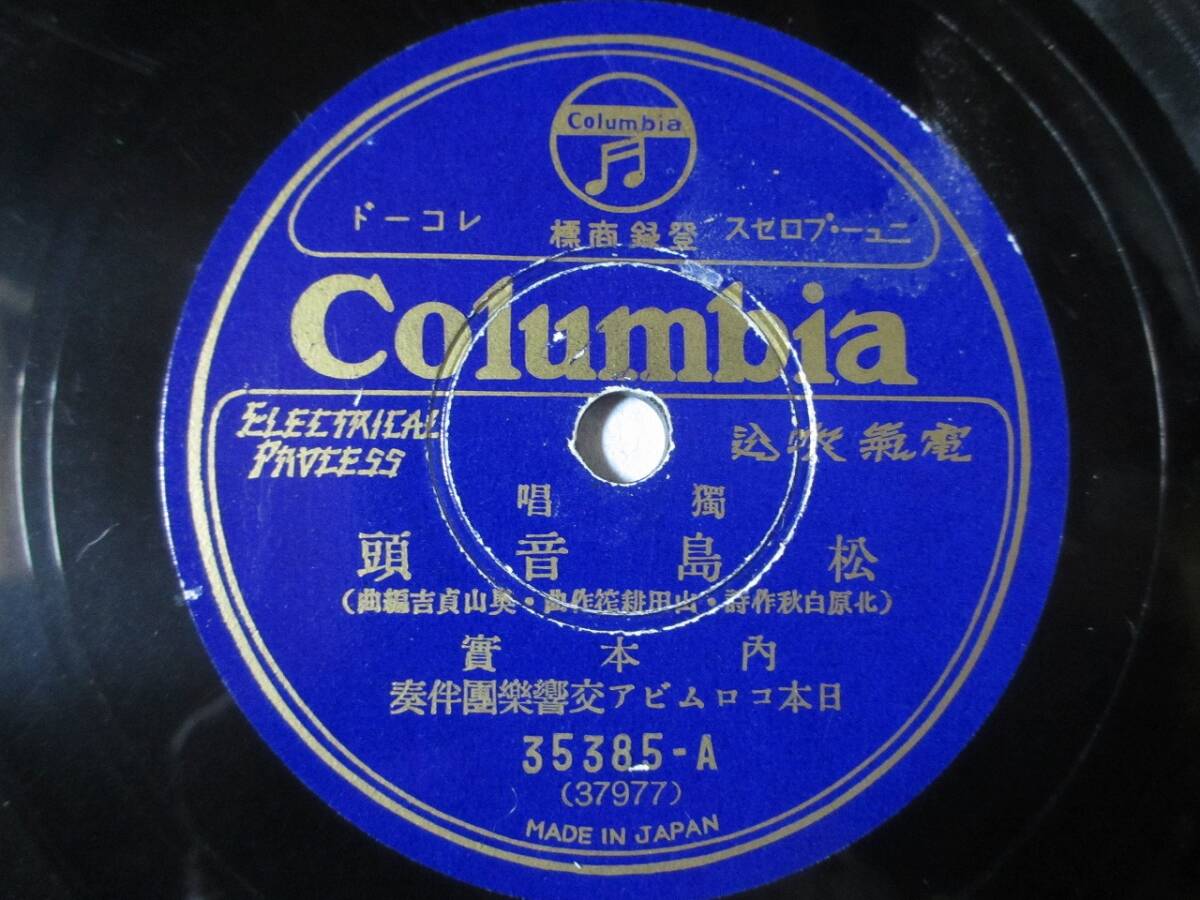 Columbia
ニュー・プロセス 登録商標 レコード
Columbia
ELECTRICAL PROCESS
電氣吹込
獨唱
松島音頭
(北原白秋作詩・山田耕筰作曲・奥山貞吉編曲)
內本實
日本コロムビア交響樂團伴奏
35385-A
(37977)
MADE IN JAPAN